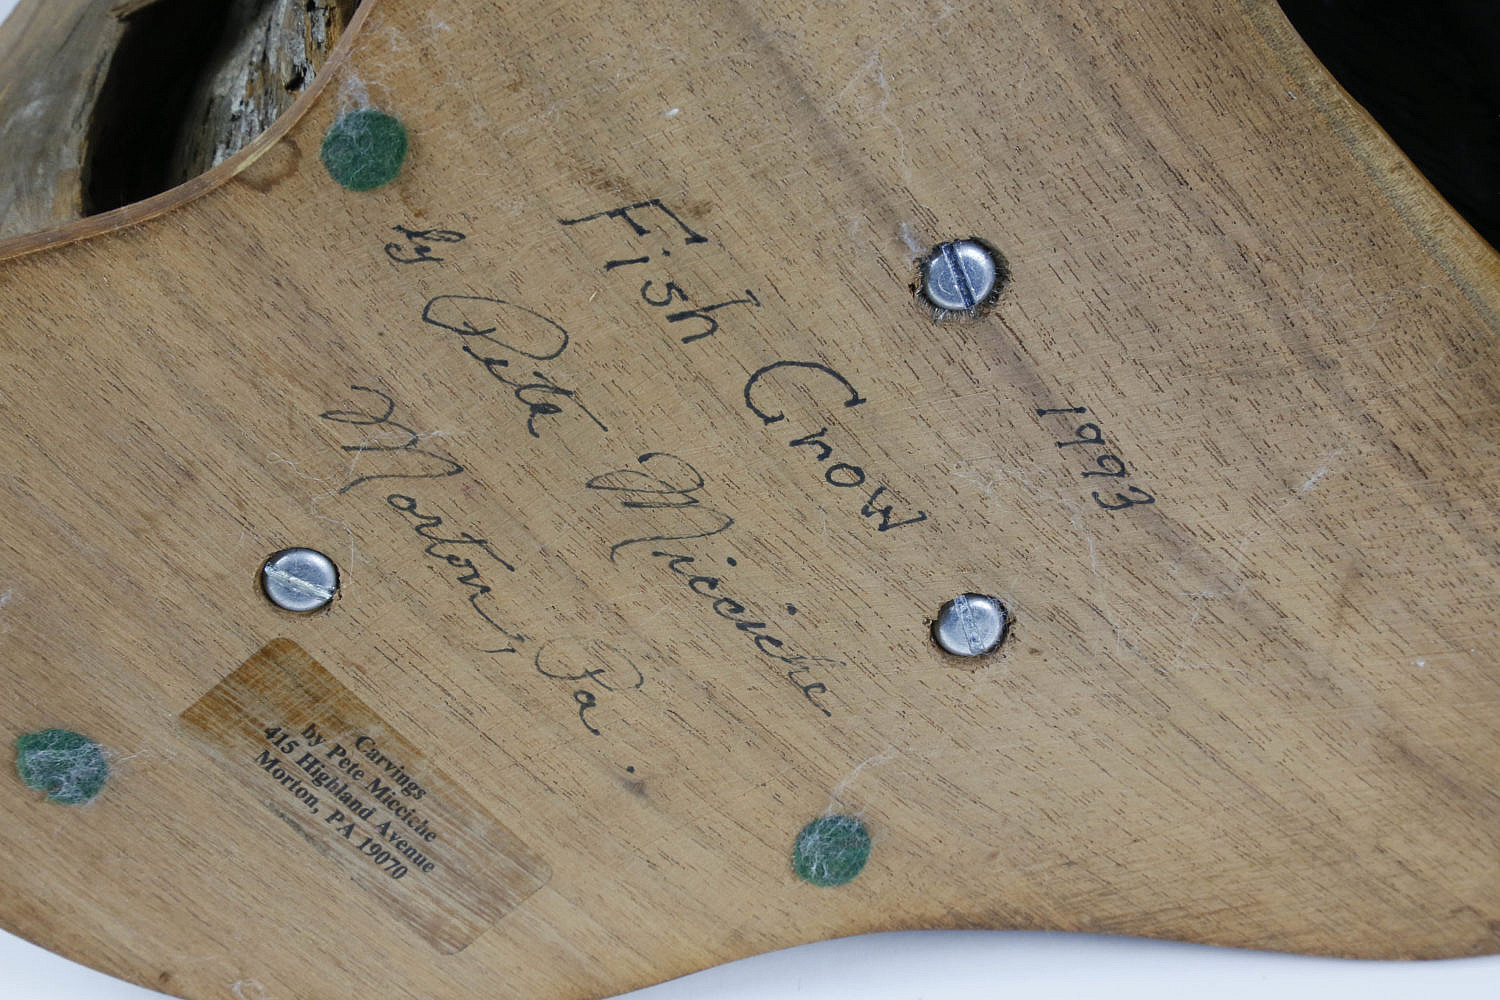 1993
Fish Crow
by Pete Micciche
Morton, Pa.
Carvings
by Pete Micciche
415 Highland Avenue
Morton, PA 19070